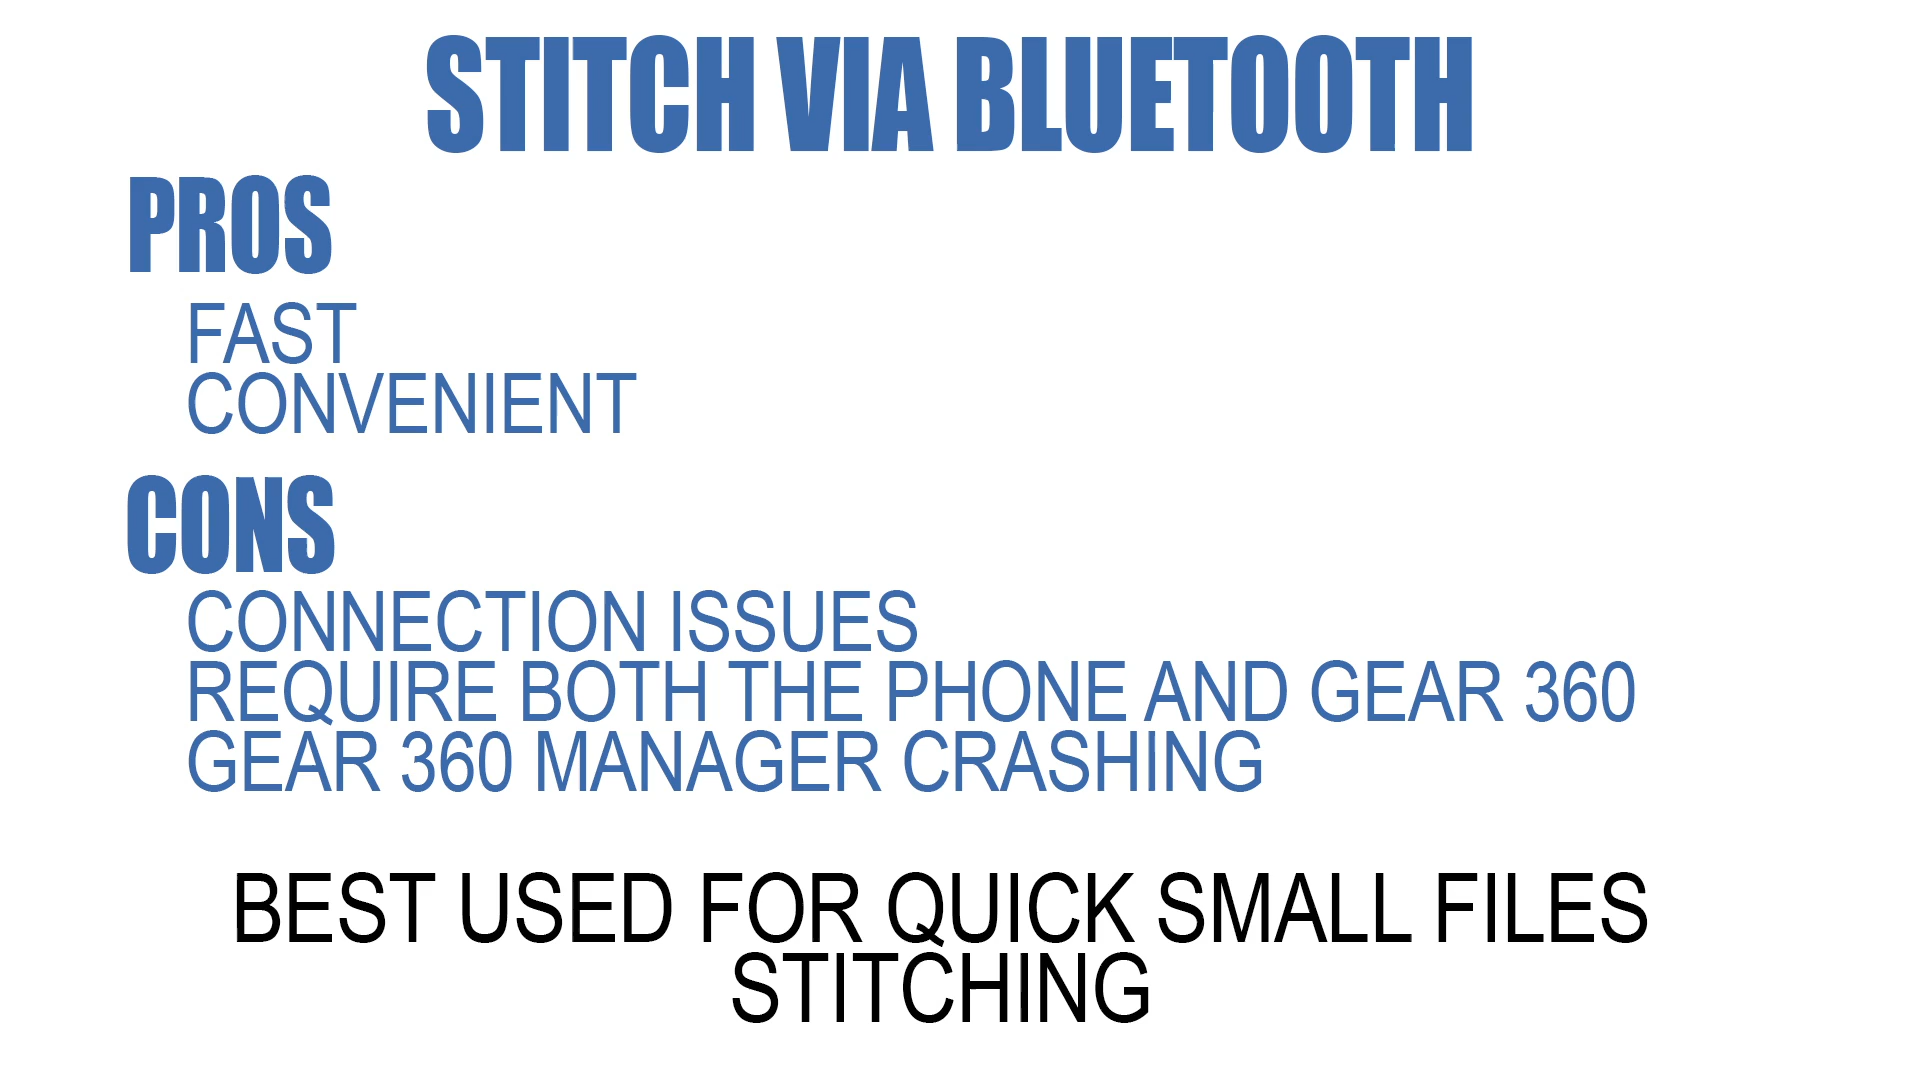 STITCH VIA BLUETOOTH
PROS
FAST
CONVENIENT
CONS
CONNECTION ISSUES
REQUIRE BOTH THE PHONE AND GEAR 360
GEAR 360 MANAGER CRASHING
BEST USED FOR QUICK SMALL FILES
STITCHING